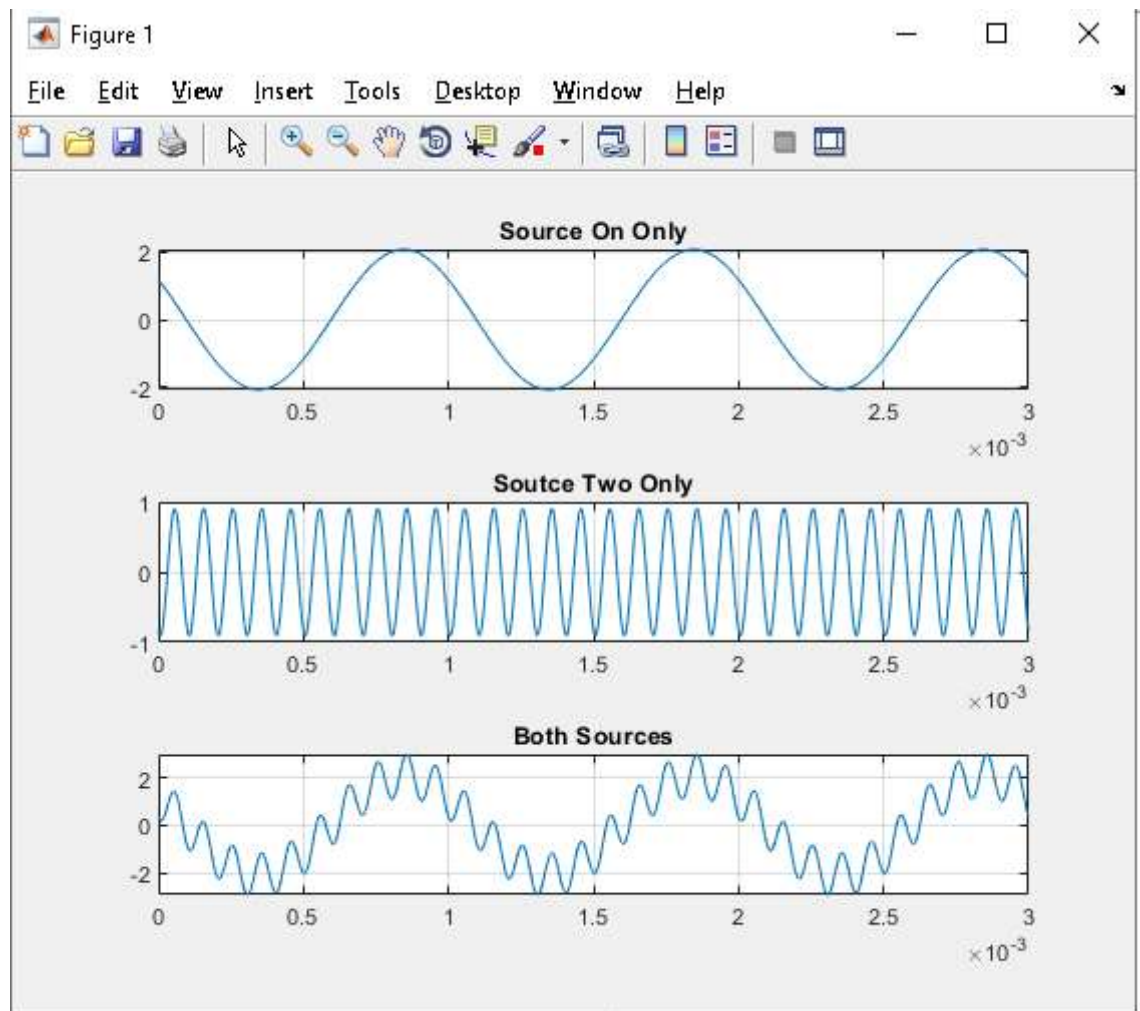 Figure 1
File Edit View Insert Tools Desktop Window Help
Source On Only
2
0
-2
0 0.5 1 1.5 2 2.5 3
×10-3
Soutce Two Only
1
0
-1
0 0.5 1 1.5 2 2.5 3
×10-3
Both Sources
2
0
-2
0 0.5 1 1.5 2 2.5 3
×10-3